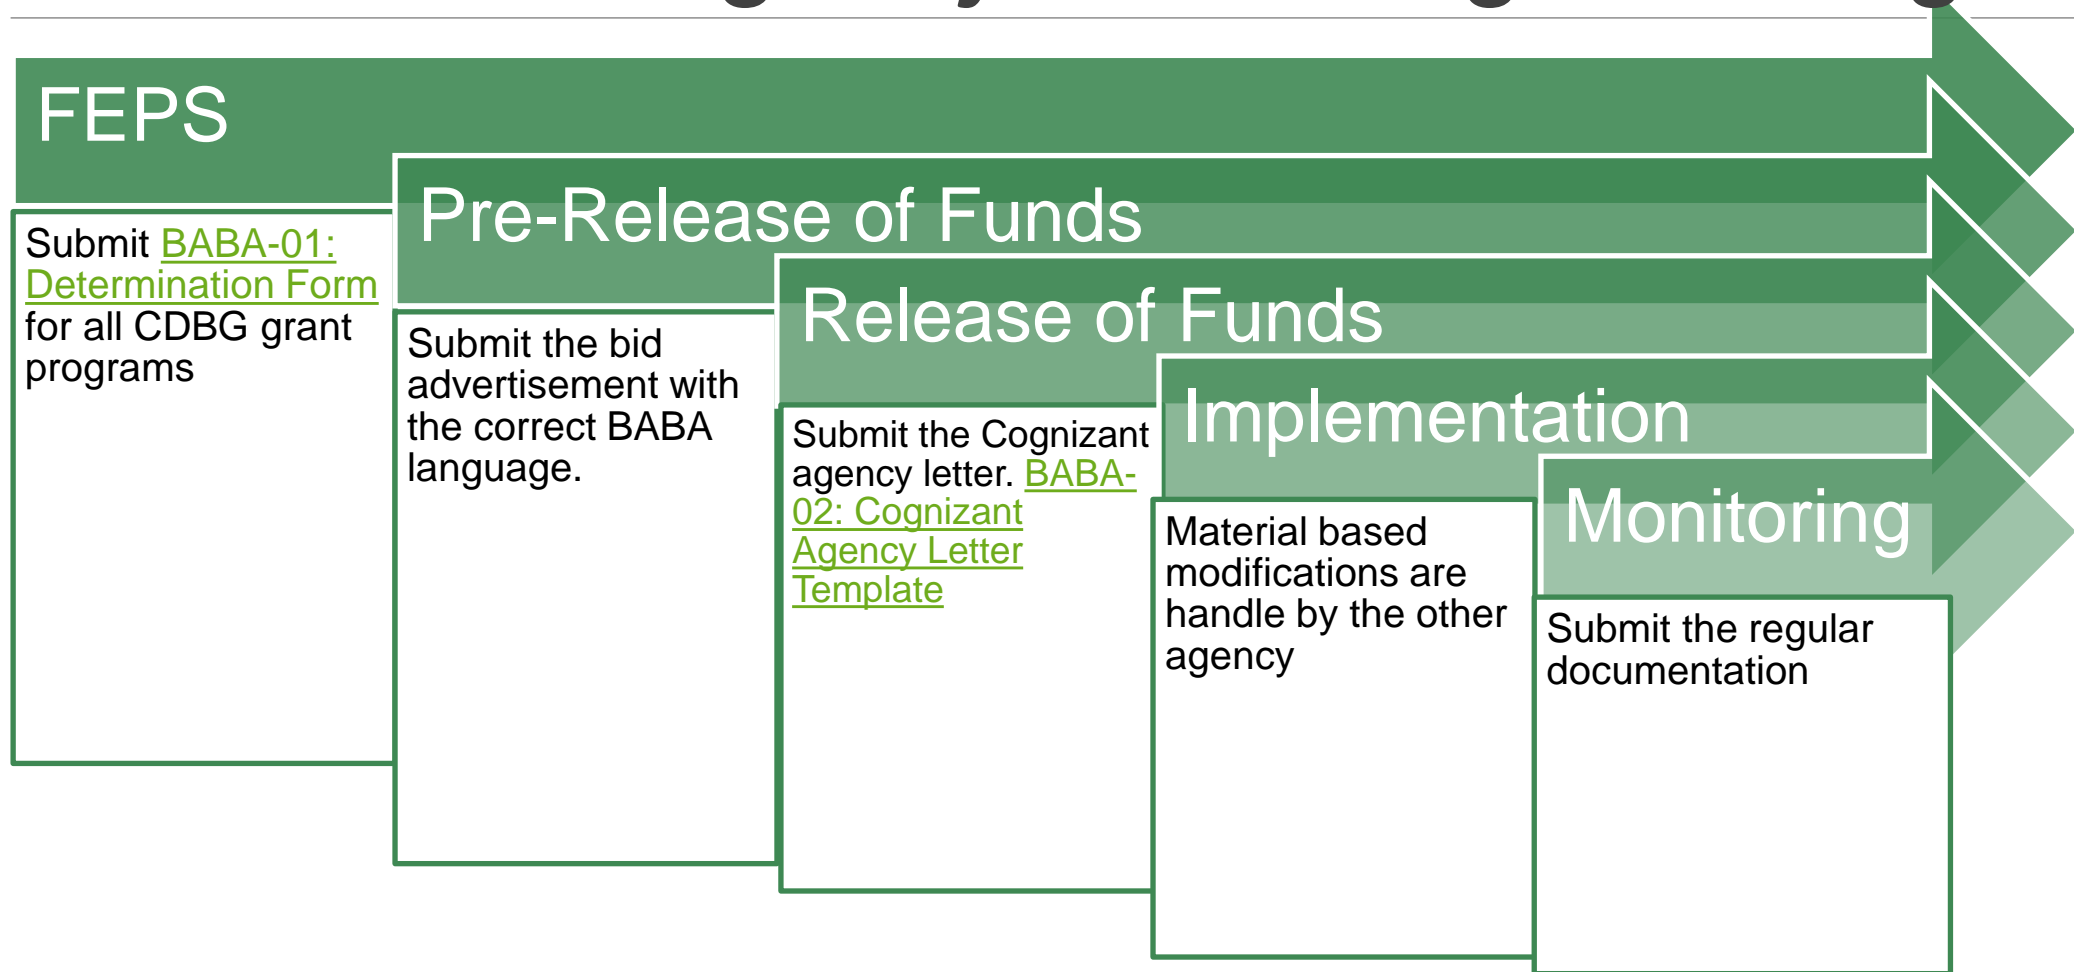 FEPS
Submit BABA-01:
Determination Form
for all CDBG grant
programs
Pre-Release of Funds
Submit the bid
advertisement with
the correct BABA
language.
Release of Funds
Submit the Cognizant
agency letter. BABA-
02: Cognizant
Agency Letter
Template
Implementation
Material based
modifications are
handle by the other
agency
Monitoring
Submit the regular
documentation